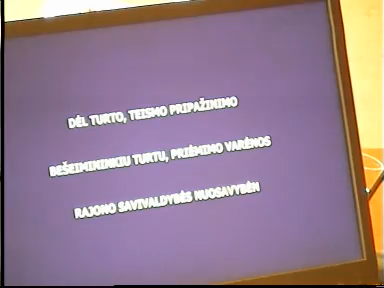 DĖL TURTO, TEISMO PRIPAŽINIMO
BEŠEIMININKIU TURTU, PRIĖMIMO VARĖNOS
RAJONO SAVIVALDYBĖS NUOSAVYBĖN